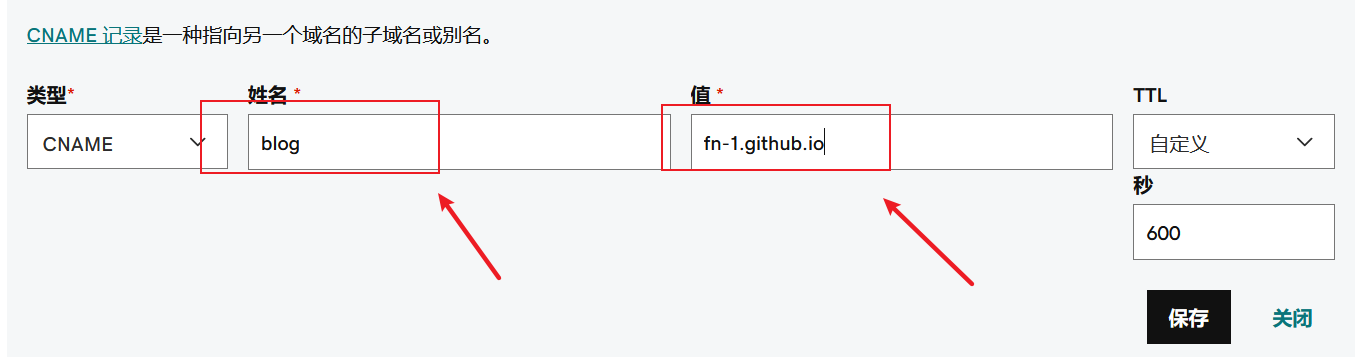 CNAME 记录是一种指向另一个域名的子域名或别名。
类型* 姓名 * 值 * TTL
CNAME blog fn-1.github.io 自定义
秒
600
保存 关闭